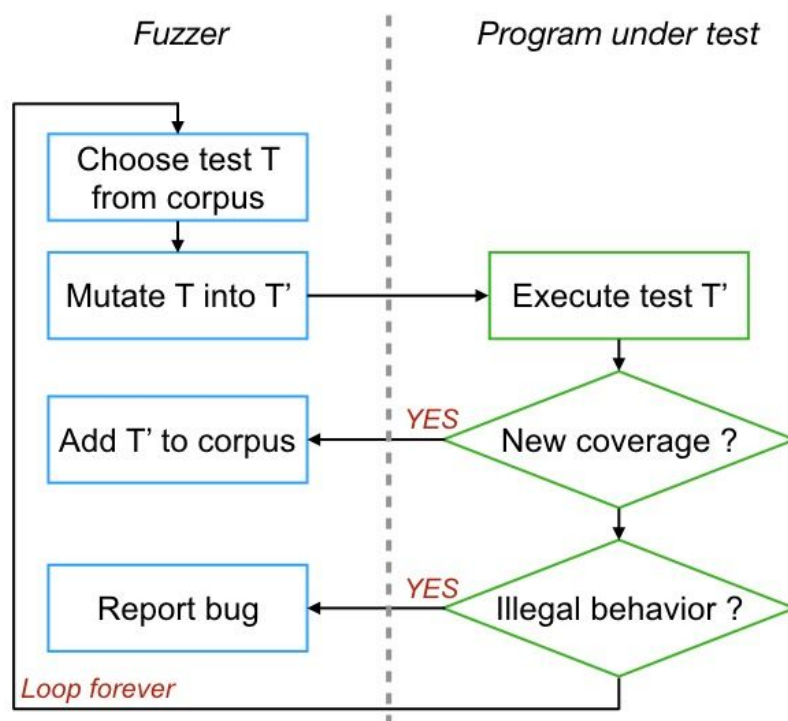 Fuzzer
Program under test
Choose test T
from corpus
Mutate T into T’
Execute test T’
YES
Add T’ to corpus
New coverage ?
YES
Report bug
Illegal behavior ?
Loop forever